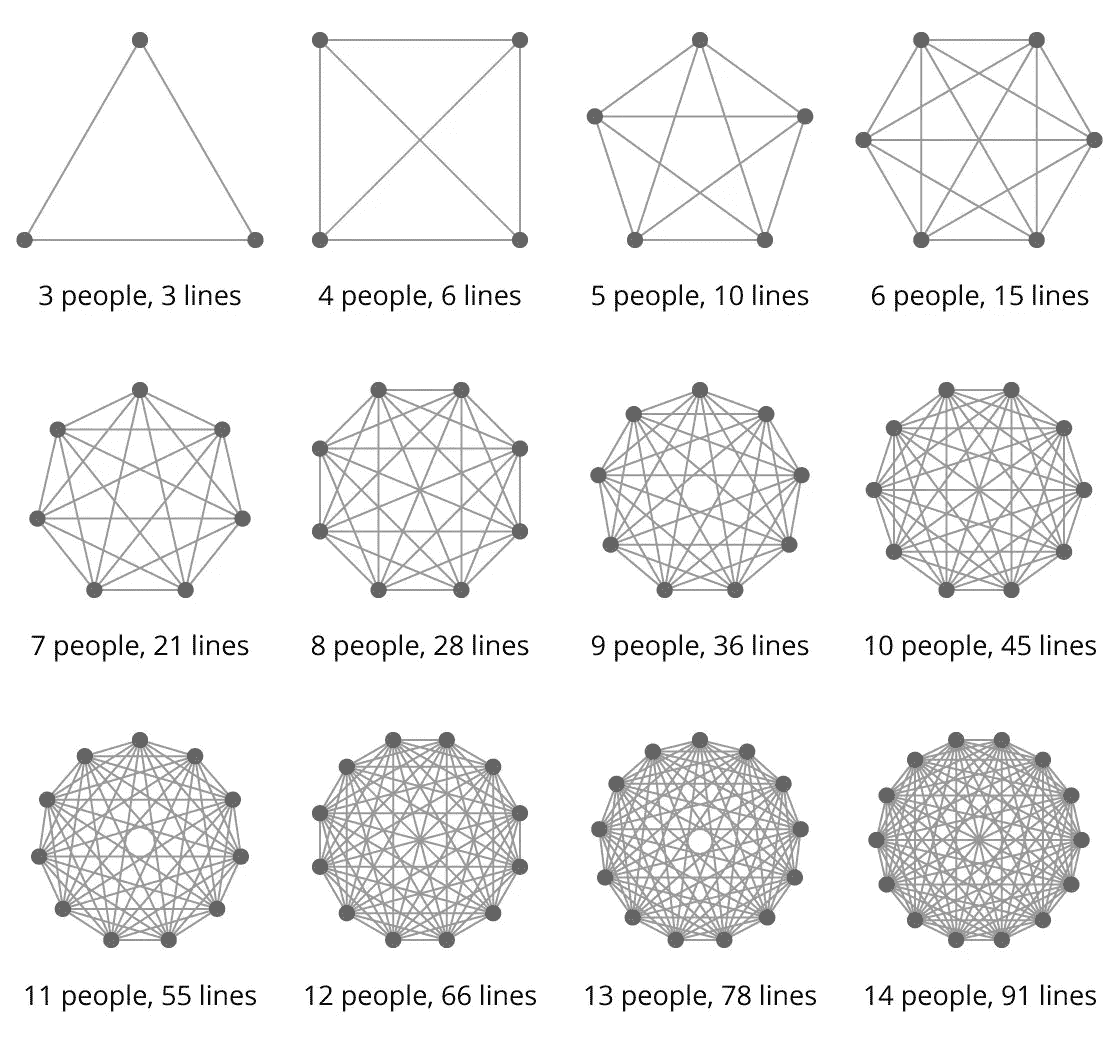 3 people, 3 lines
4 people, 6 lines
5 people, 10 lines
6 people, 15 lines
7 people, 21 lines
8 people, 28 lines
9 people, 36 lines
10 people, 45 lines
11 people, 55 lines
12 people, 66 lines
13 people, 78 lines
14 people, 91 lines